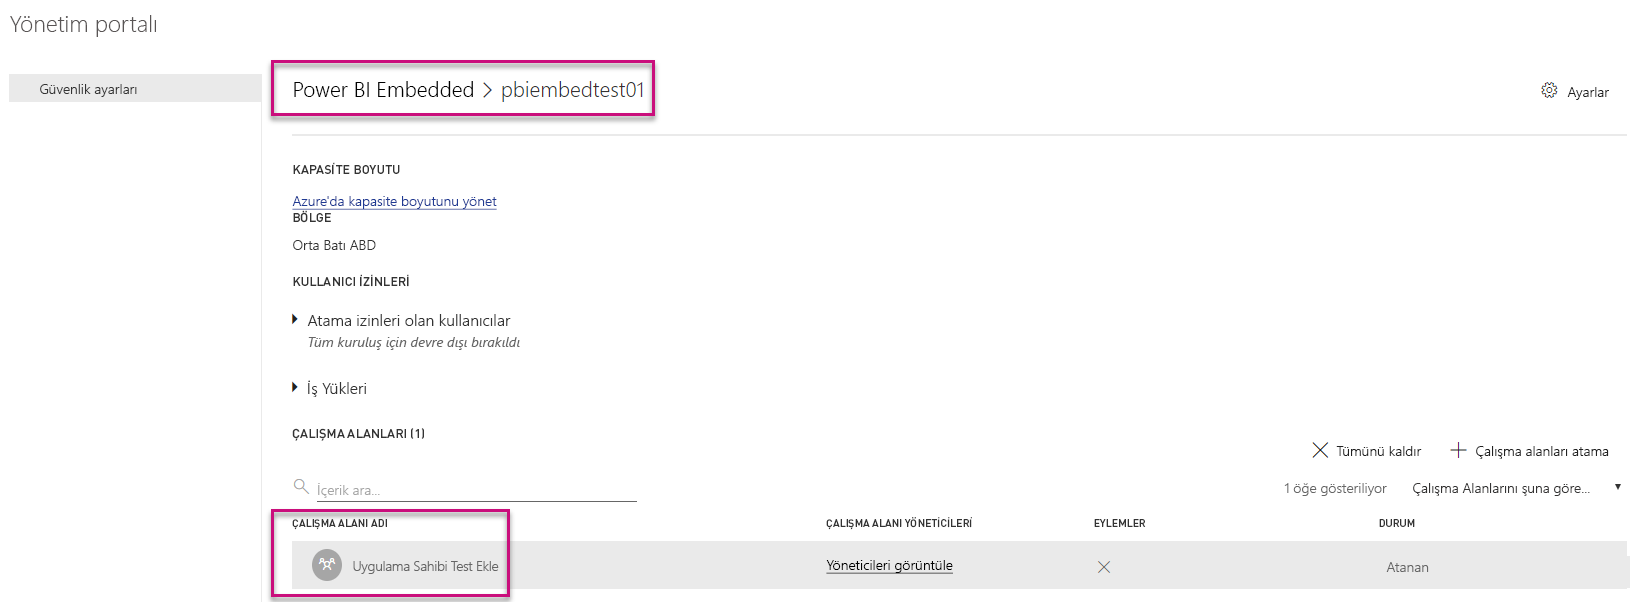 Yönetim portalı
Güvenlik ayarları
Power BI Embedded > pbiembedtest01
Ayarlar
KAPASİTE BOYUTU
Azure'da kapasite boyutunu yönet
BÖLGE
Orta Batı ABD
KULLANICI İZİNLERİ
Atama izinleri olan kullanıcılar
Tüm kuruluş için devre dışı bırakıldı
İş Yükleri
ÇALIŞMA ALANLARI (1)
Tümünü kaldır
Çalışma alanları atama
İçerik ara...
1 öğe gösteriliyor
Çalışma Alanlarını şuna göre...
ÇALIŞMA ALANI ADI ÇALIŞMA ALANI YÖNETİCİLERİ EYLEMLER DURUM
Uygulama Sahibi Test Ekle Yöneticileri görüntüle Atanan